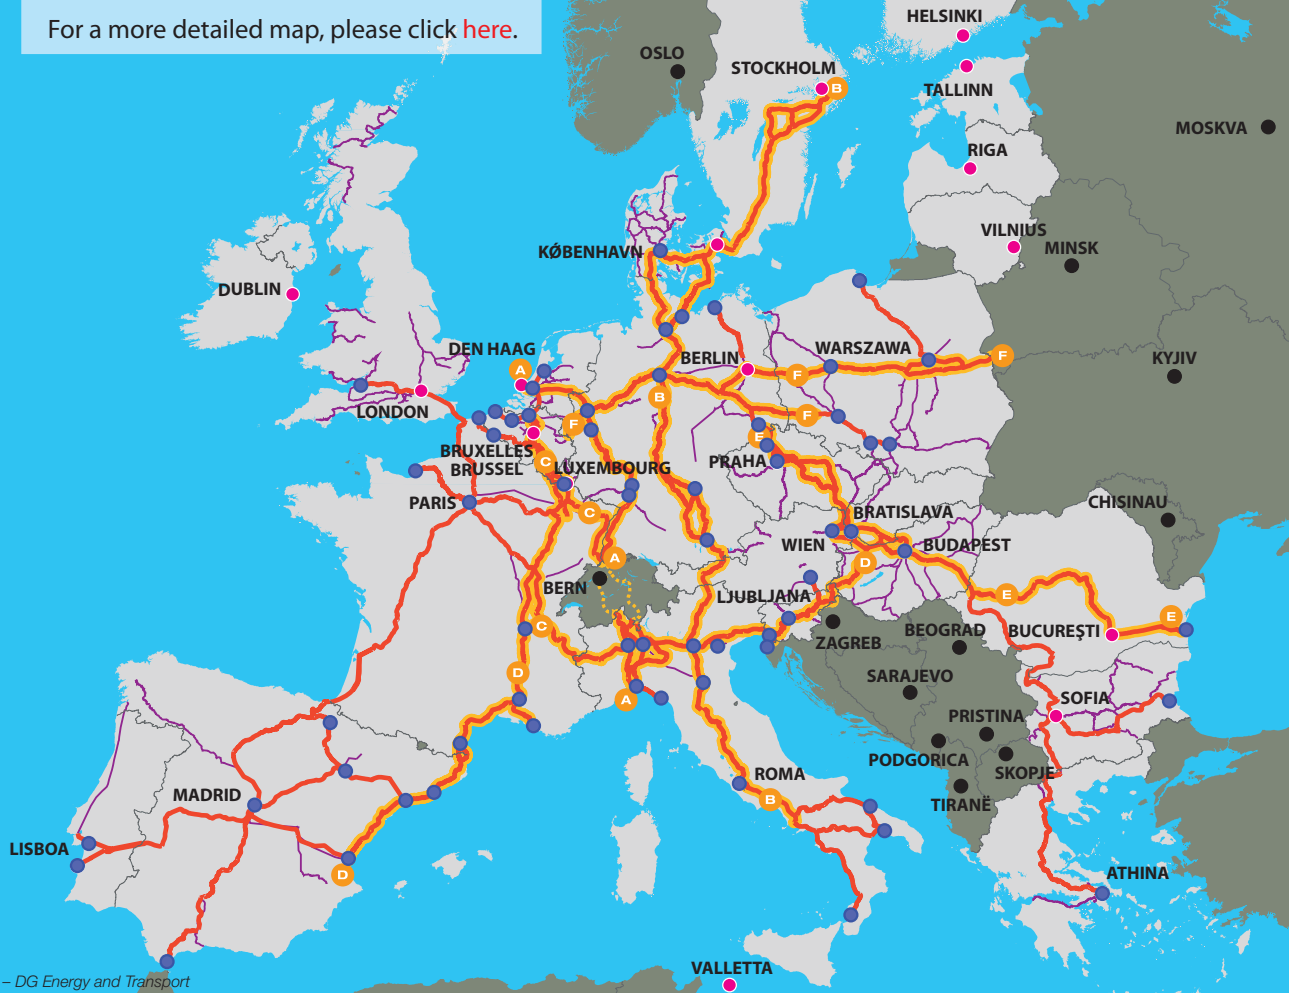 For a more detailed map, please click here.
HELSINKI
OSLO
STOCKHOLM
B
TALLINN
MOSKVA
RIGA
VILNIUS
MINSK
KØBENHAVN
DUBLIN
DEN HAAG
A
BERLIN
WARSZAWA
F
F
KYJIV
B
LONDON
F
F
E
BRUXELLES
BRUSSEL
C
LUXEMBOURG
PRAHA
PARIS
C
BRATISLAVA
CHISINAU
WIEN
BUDAPEST
A
D
BERN
LJUBLJANA
E
C
ZAGREB
BEOGRAD
BUCUREŞTI
E
D
SARAJEVO
A
SOFIA
PRISTINA
PODGORICA
SKOPJE
ROMA
TIRANË
MADRID
B
LISBOA
D
ATHINA
VALLETTA
– DG Energy and Transport